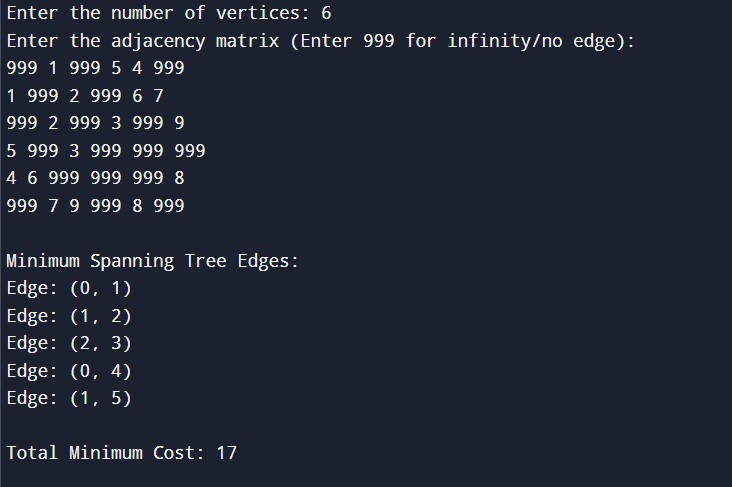 Enter the number of vertices: 6
Enter the adjacency matrix (Enter 999 for infinity/no edge):
999 1 999 5 4 999
1 999 2 999 6 7
999 2 999 3 999 9
5 999 3 999 999 999
4 6 999 999 999 8
999 7 9 999 8 999
Minimum Spanning Tree Edges:
Edge: (0, 1)
Edge: (1, 2)
Edge: (2, 3)
Edge: (0, 4)
Edge: (1, 5)
Total Minimum Cost: 17